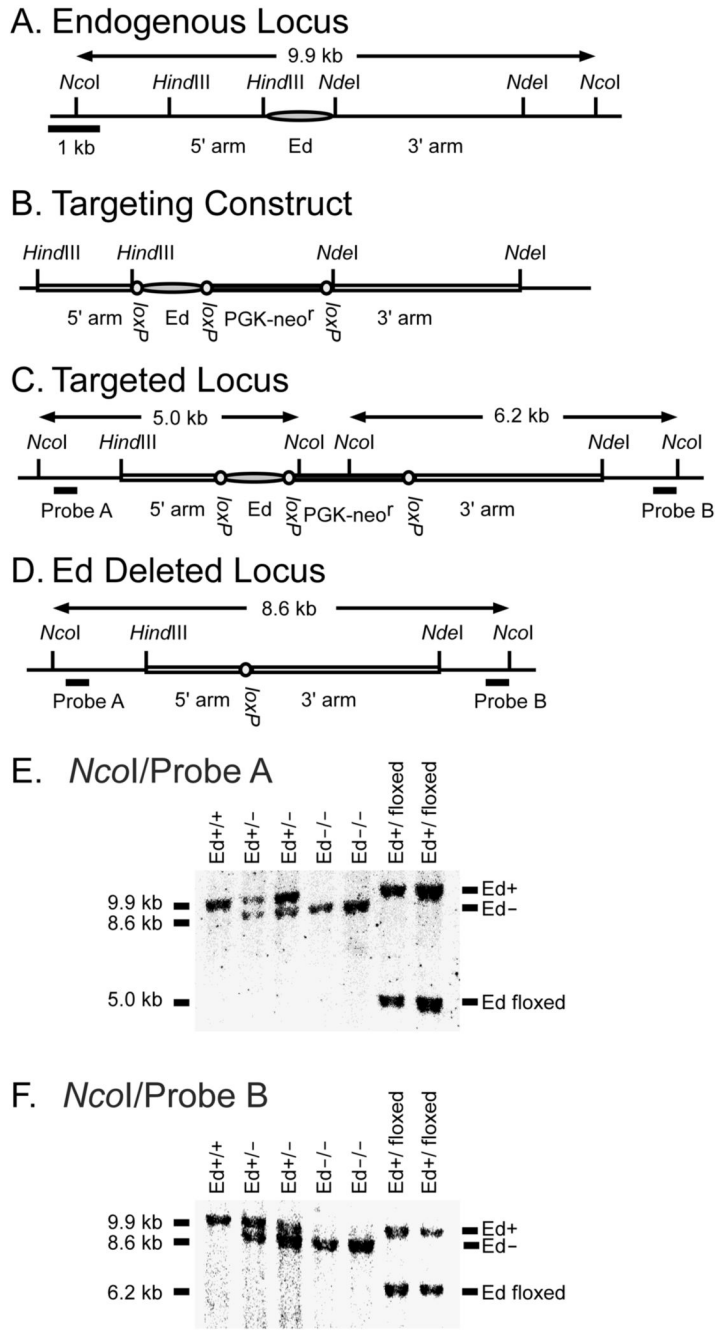 A. Endogenous Locus
9.9 kb
NcoI HindIII HindIII NdeI NdeI NcoI
1 kb 5' arm Ed 3' arm
B. Targeting Construct
HindIII HindIII NdeI NdeI
5' arm loxP Ed loxP PGK-neor loxP 3' arm
C. Targeted Locus
5.0 kb 6.2 kb
NcoI HindIII NcoI NcoI NdeI NcoI
Probe A 5' arm loxP Ed loxP PGK-neor loxP 3' arm Probe B
D. Ed Deleted Locus
8.6 kb
NcoI HindIII NdeI NcoI
Probe A 5' arm loxP 3' arm Probe B
E. NcoI/Probe A
Ed+/+ Ed+/− Ed+/− Ed−/− Ed−/− Ed+/ floxed Ed+/ floxed
9.9 kb Ed+
8.6 kb Ed−
5.0 kb Ed floxed
F. NcoI/Probe B
Ed+/+ Ed+/− Ed+/− Ed−/− Ed−/− Ed+/ floxed Ed+/ floxed
9.9 kb Ed+
8.6 kb Ed−
6.2 kb Ed floxed